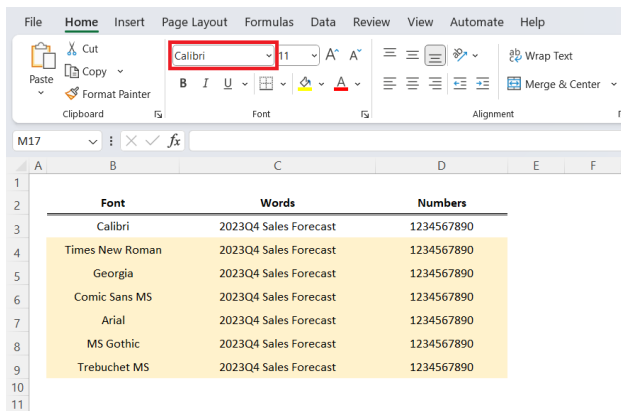 File Home Insert Page Layout Formulas Data Review View Automate Help
Cut
Calibri 11 A^ A˅
ab Wrap Text
Paste
Copy
Format Painter
B I U A
Merge & Center
Clipboard Font Alignment
M17 fx
A B C D E F
1
2 Font Words Numbers
3 Calibri 2023Q4 Sales Forecast 1234567890
4 Times New Roman 2023Q4 Sales Forecast 1234567890
5 Georgia 2023Q4 Sales Forecast 1234567890
6 Comic Sans MS 2023Q4 Sales Forecast 1234567890
7 Arial 2023Q4 Sales Forecast 1234567890
8 MS Gothic 2023Q4 Sales Forecast 1234567890
9 Trebuchet MS 2023Q4 Sales Forecast 1234567890
10
11